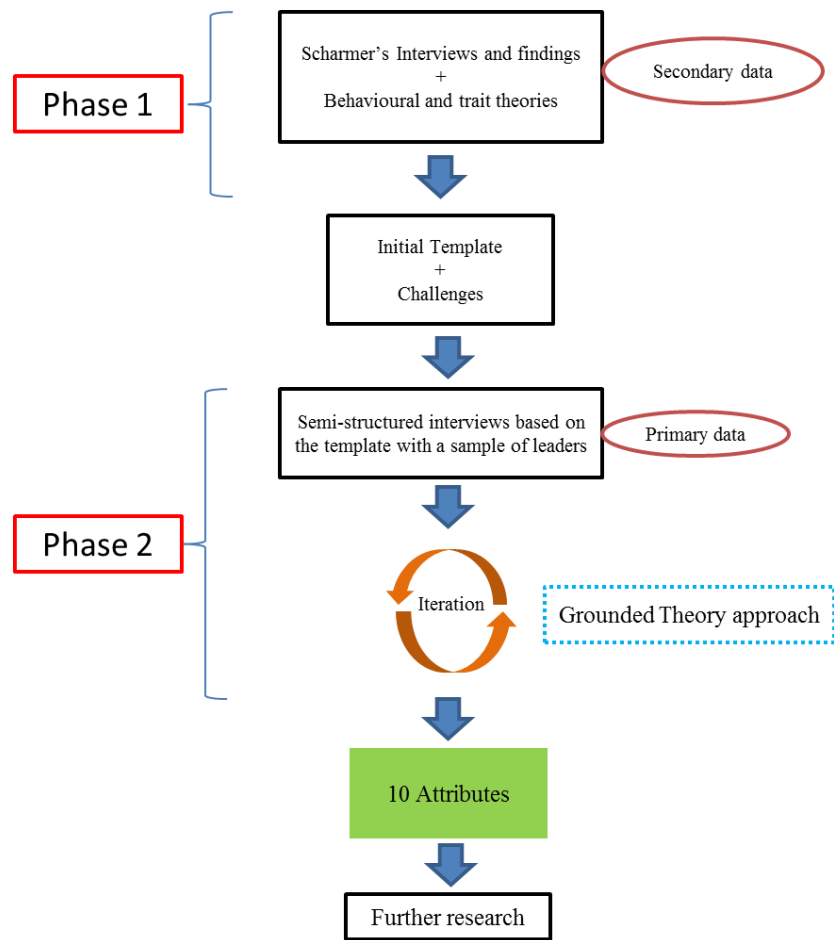 Phase 1
Scharmer's Interviews and findings
+
Behavioural and trait theories
Secondary data
Initial Template
+
Challenges
Phase 2
Semi-structured interviews based on
the template with a sample of leaders
Primary data
Iteration
Grounded Theory approach
10 Attributes
Further research